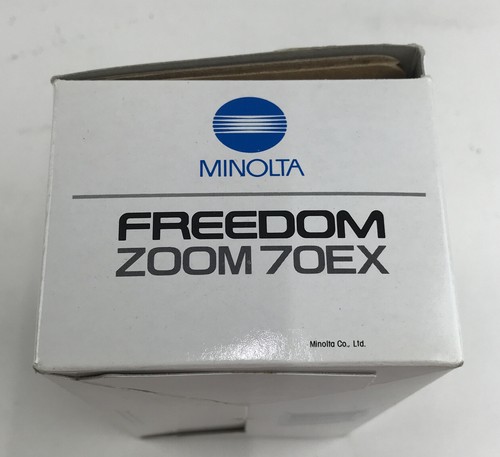 MINOLTA
FREEDOM
ZOOM 70EX
Minolta Co., Ltd.